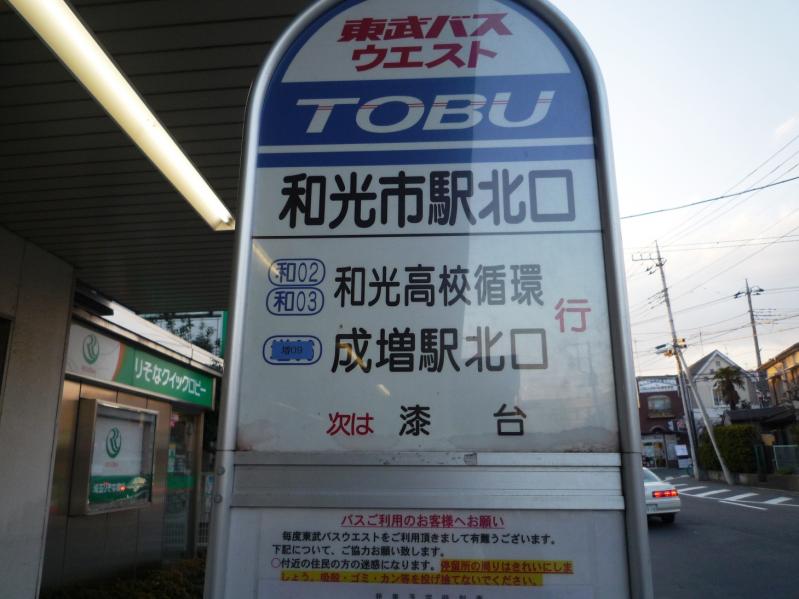 東武バス
ウエスト
TOBU
和光市駅北口
和02
和03
和光高校循環
増09
成増駅北口
行
次は 漆台
りそなクイックロビー
バスご利用のお客様へお願い
毎度東武バスウエストをご利用頂きまして有難うございます。
下記について、ご協力お願い致します。
○付近の住民の方の迷惑になります。停留所の周りはきれいにしま
しょう。吸殻・ゴミ・カン等を投げ捨てないでください。